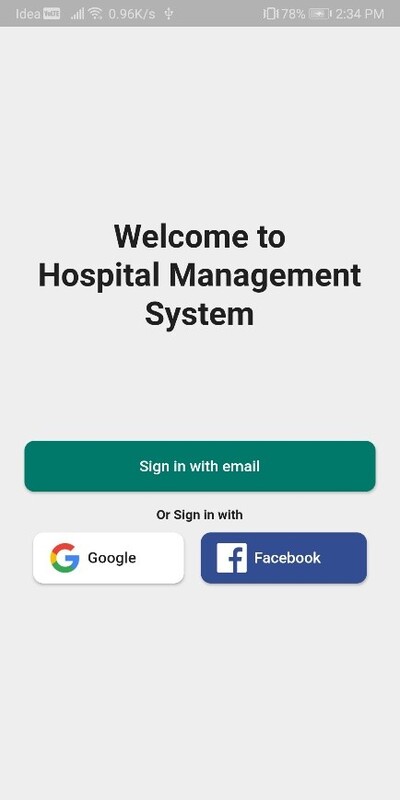 Idea VoLTE 0.96K/s 78% 2:34 PM
Welcome to
Hospital Management
System
Sign in with email
Or Sign in with
Google Facebook